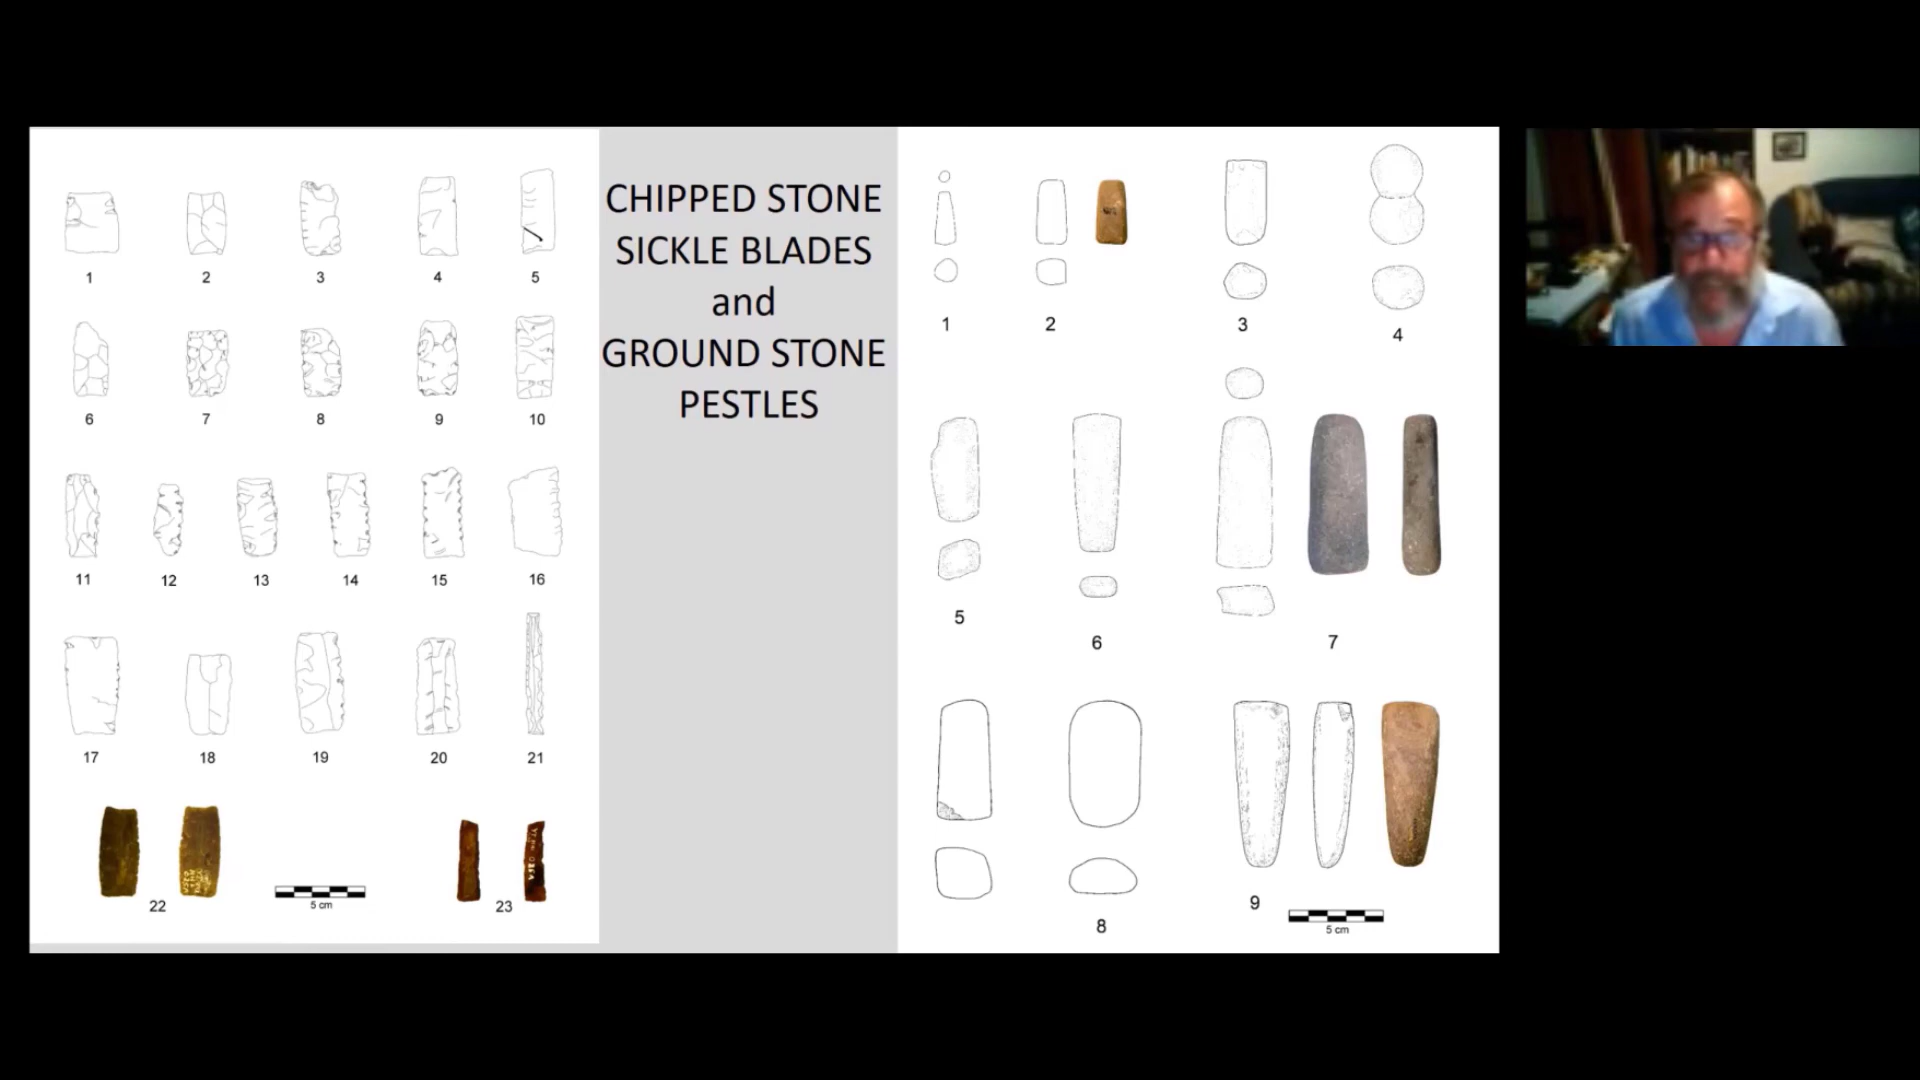 CHIPPED STONE
SICKLE BLADES
and
GROUND STONE
PESTLES
1 2 3 4 5
6 7 8 9 10
11 12 13 14 15 16
17 18 19 20 21
22 23
5 cm
1 2 3 4
5 6 7
8 9
5 cm